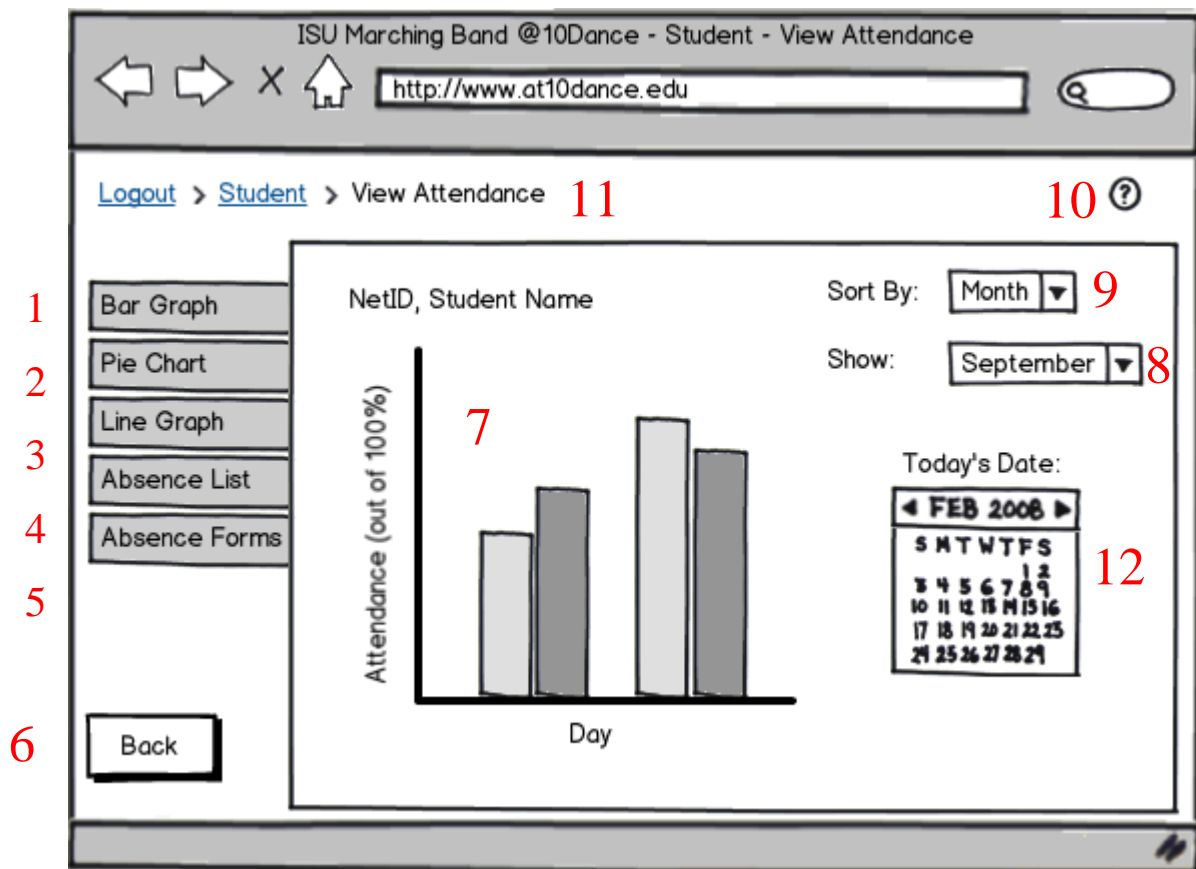 ISU Marching Band @10Dance - Student - View Attendance
http://www.at10dance.edu
Logout > Student > View Attendance 11
10 ?
1 Bar Graph
2 Pie Chart
3 Line Graph
4 Absence List
5 Absence Forms
6 Back
NetID, Student Name
Sort By: Month 9
Show: September 8
7
Attendance (out of 100%)
Day
Today's Date:
FEB 2008
S M T W T F S
1 2
3 4 5 6 7 8 9
10 11 12 13 14 15 16
17 18 19 20 21 22 23
24 25 26 27 28 29
12